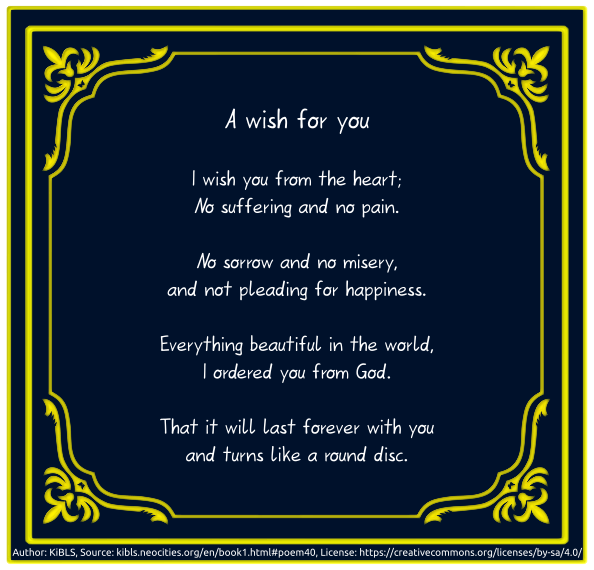 A wish for you
I wish you from the heart;
No suffering and no pain.
No sorrow and no misery,
and not pleading for happiness.
Everything beautiful in the world,
I ordered you from God.
That it will last forever with you
and turns like a round disc.
Author: KiBLS, Source: kibls.neocities.org/en/book1.html#poem40, License: https://creativecommons.org/licenses/by-sa/4.0/